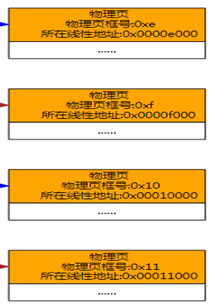 物理页
物理页框号:0xe
所在线性地址:0x0000e000
......
物理页
物理页框号:0xf
所在线性地址:0x0000f000
......
物理页
物理页框号:0x10
所在线性地址:0x00010000
......
物理页
物理页框号:0x11
所在线性地址:0x00011000
......